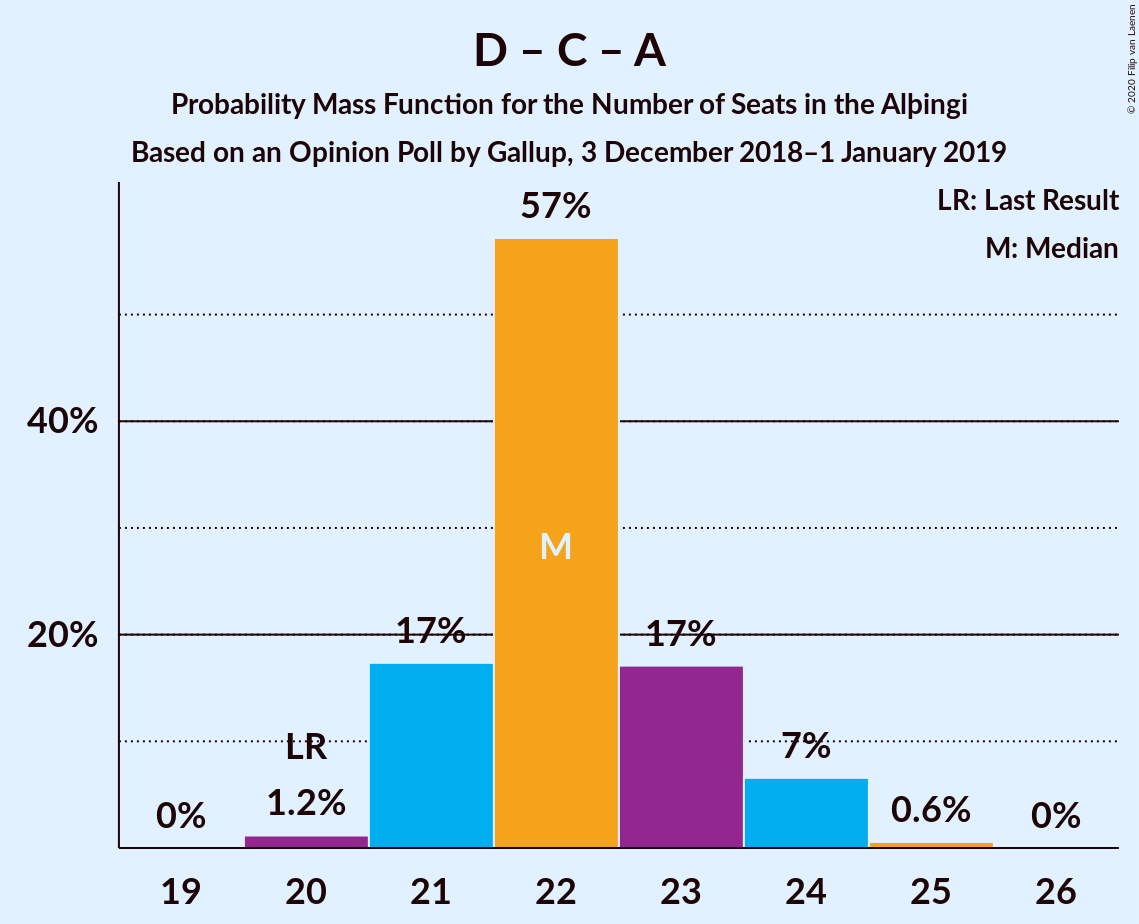 D – C – A
Probability Mass Function for the Number of Seats in the Alþingi
Based on an Opinion Poll by Gallup, 3 December 2018–1 January 2019
© 2020 Filip van Laenen
LR: Last Result
M: Median
57%
40%
M
20%
17%
17%
LR
7%
0%
1.2%
0.6%
0%
19 20 21 22 23 24 25 26